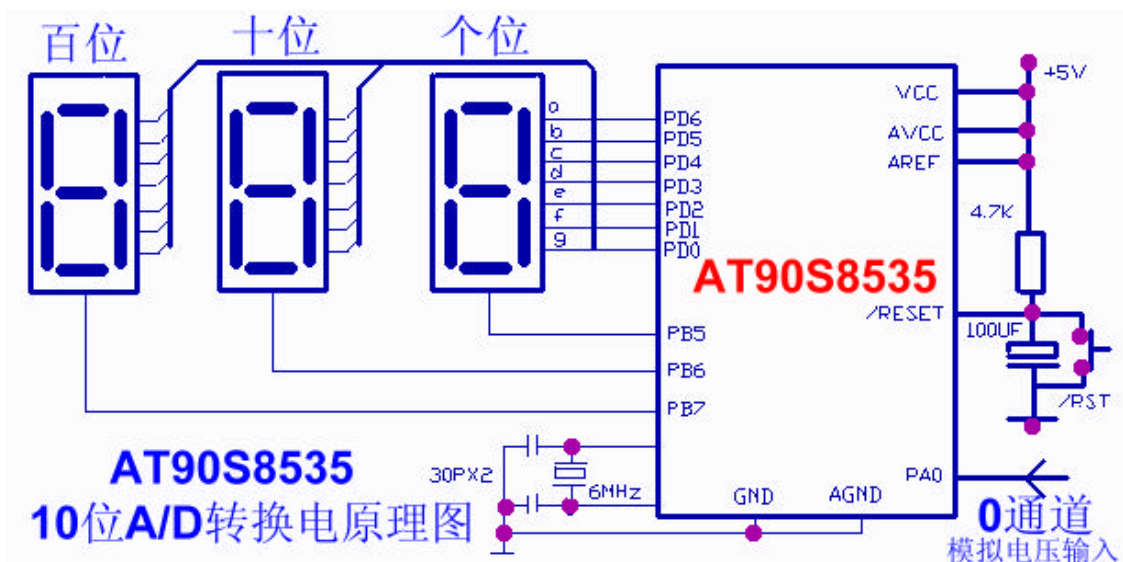 百位
十位
个位
a
b
c
d
e
f
g
PD6
PD5
PD4
PD3
PD2
PD1
PD0
PB5
PB6
PB7
AT90S8535
VCC
AVCC
AREF
/RESET
PA0
GND
AGND
+5V
4.7K
100UF
/RST
30PX2
6MHz
AT90S8535
10位A/D转换电原理图
0通道
模拟电压输入